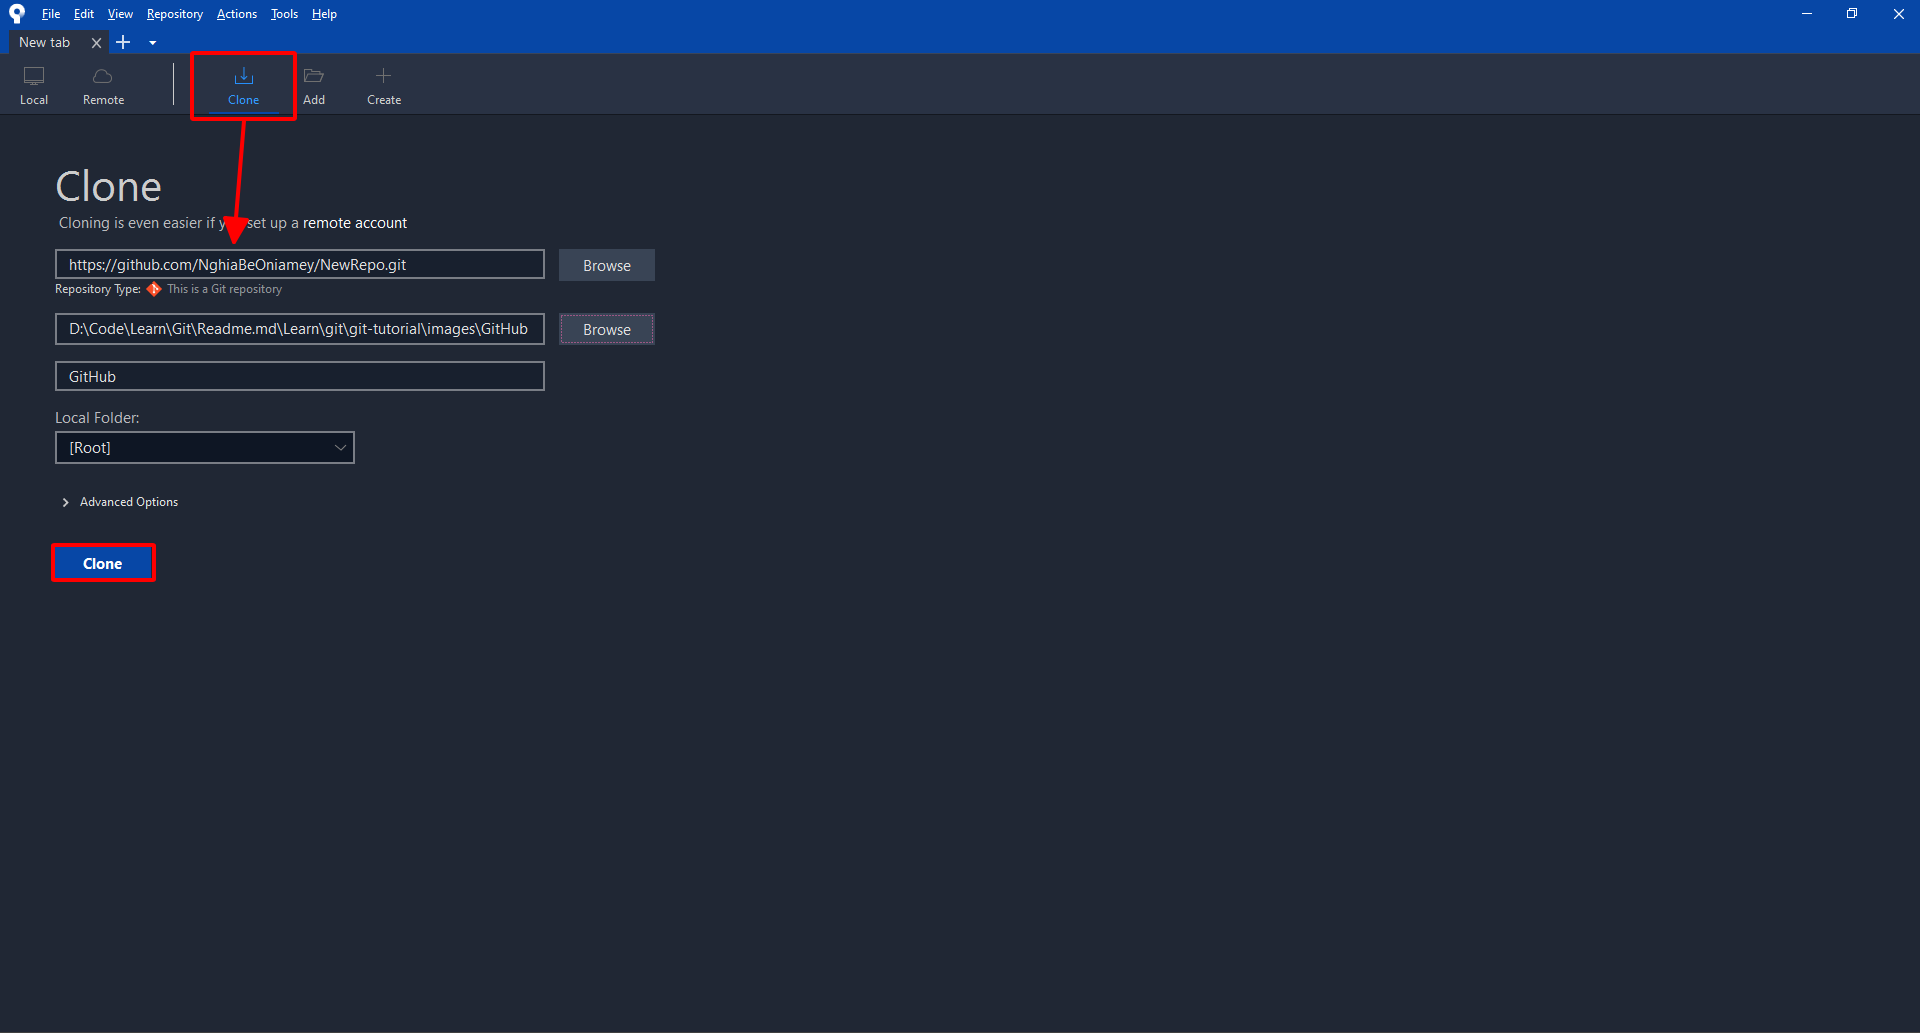 File Edit View Repository Actions Tools Help
New tab
Local Remote Clone Add Create
Clone
Cloning is even easier if y set up a remote account
https://github.com/NghiaBeOniamey/NewRepo.git Browse
Repository Type: This is a Git repository
D:\Code\Learn\Git\Readme.md\Learn\git\git-tutorial\images\GitHub Browse
GitHub
Local Folder:
[Root]
Advanced Options
Clone